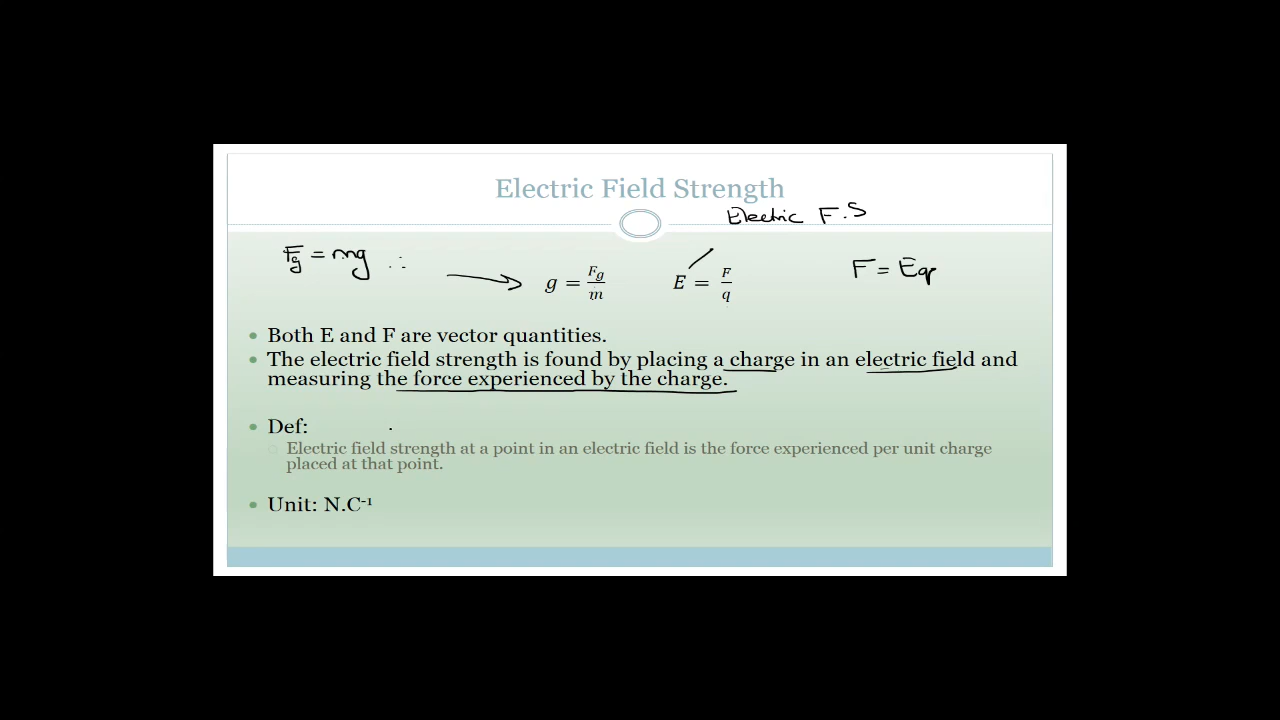 Electric Field Strength
Electric F.S
Fg = mg ∴
g = Fg/m
E = F/q
F = Eq
• Both E and F are vector quantities.
• The electric field strength is found by placing a charge in an electric field and
measuring the force experienced by the charge.
• Def:
○ Electric field strength at a point in an electric field is the force experienced per unit charge
placed at that point.
• Unit: N.C⁻¹